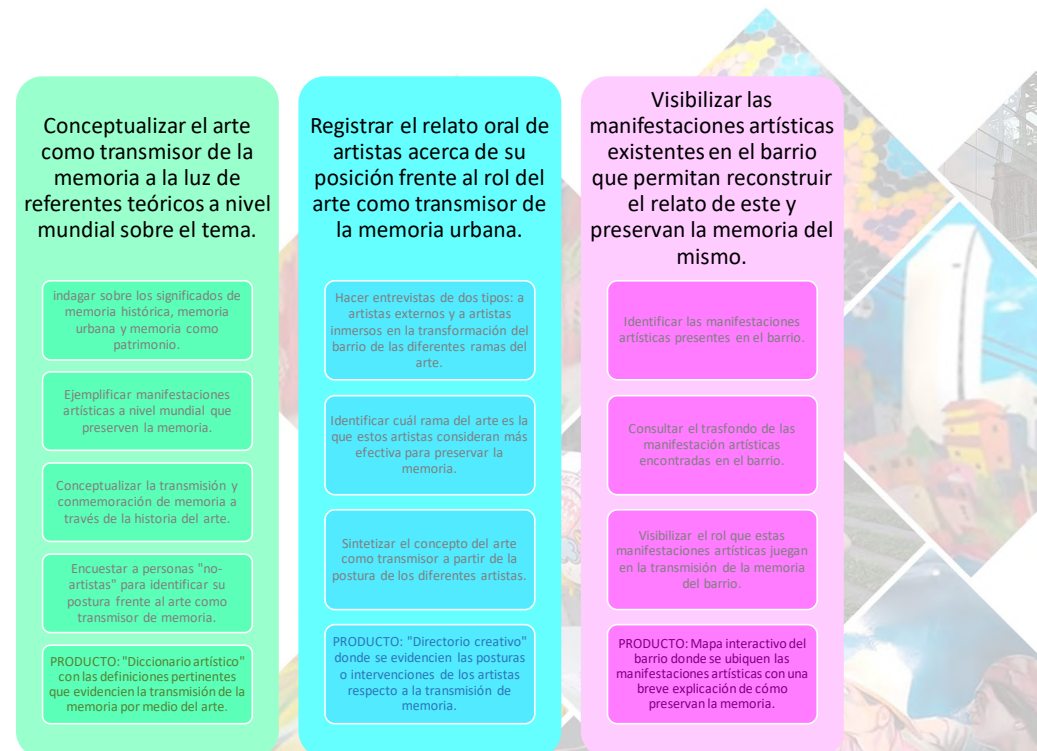 Conceptualizar el arte
como transmisor de la
memoria a la luz de
referentes teóricos a nivel
mundial sobre el tema.
Indagar sobre los significados de
memoria histórica, memoria
urbana y memoria como
patrimonio.
Ejemplificar manifestaciones
artísticas a nivel mundial que
preserven la memoria.
Conceptualizar la transmisión y
conmemoración de memoria a
través de la historia del arte.
Encuestar a personas "no-
artistas" para identificar su
postura frente al arte como
transmisor de memoria.
PRODUCTO: "Diccionario artístico"
con las definiciones pertinentes
que evidencien la transmisión de la
memoria por medio del arte.
Registrar el relato oral de
artistas acerca de su
posición frente al rol del
arte como transmisor de
la memoria urbana.
Hacer entrevistas de dos tipos: a
artistas externos y a artistas
inmersos en la transformación del
barrio de las diferentes ramas del
arte.
Identificar cuál rama del arte es la
que estos artistas consideran más
efectiva para preservar la
memoria.
Sintetizar el concepto del arte
como transmisor a partir de la
postura de los diferentes artistas.
PRODUCTO: "Directorio creativo"
donde se evidencien las posturas
o intervenciones de los artistas
respecto a la transmisión de
memoria.
Visibilizar las
manifestaciones artísticas
existentes en el barrio
que permitan reconstruir
el relato de este y
preservan la memoria del
mismo.
Identificar las manifestaciones
artísticas presentes en el barrio.
Consultar el trasfondo de las
manifestación artísticas
encontradas en el barrio.
Visibilizar el rol que estas
manifestaciones artísticas juegan
en la transmisión de la memoria
del barrio.
PRODUCTO: Mapa interactivo del
barrio donde se ubiquen las
manifestaciones artísticas con una
breve explicación de cómo
preservan la memoria.